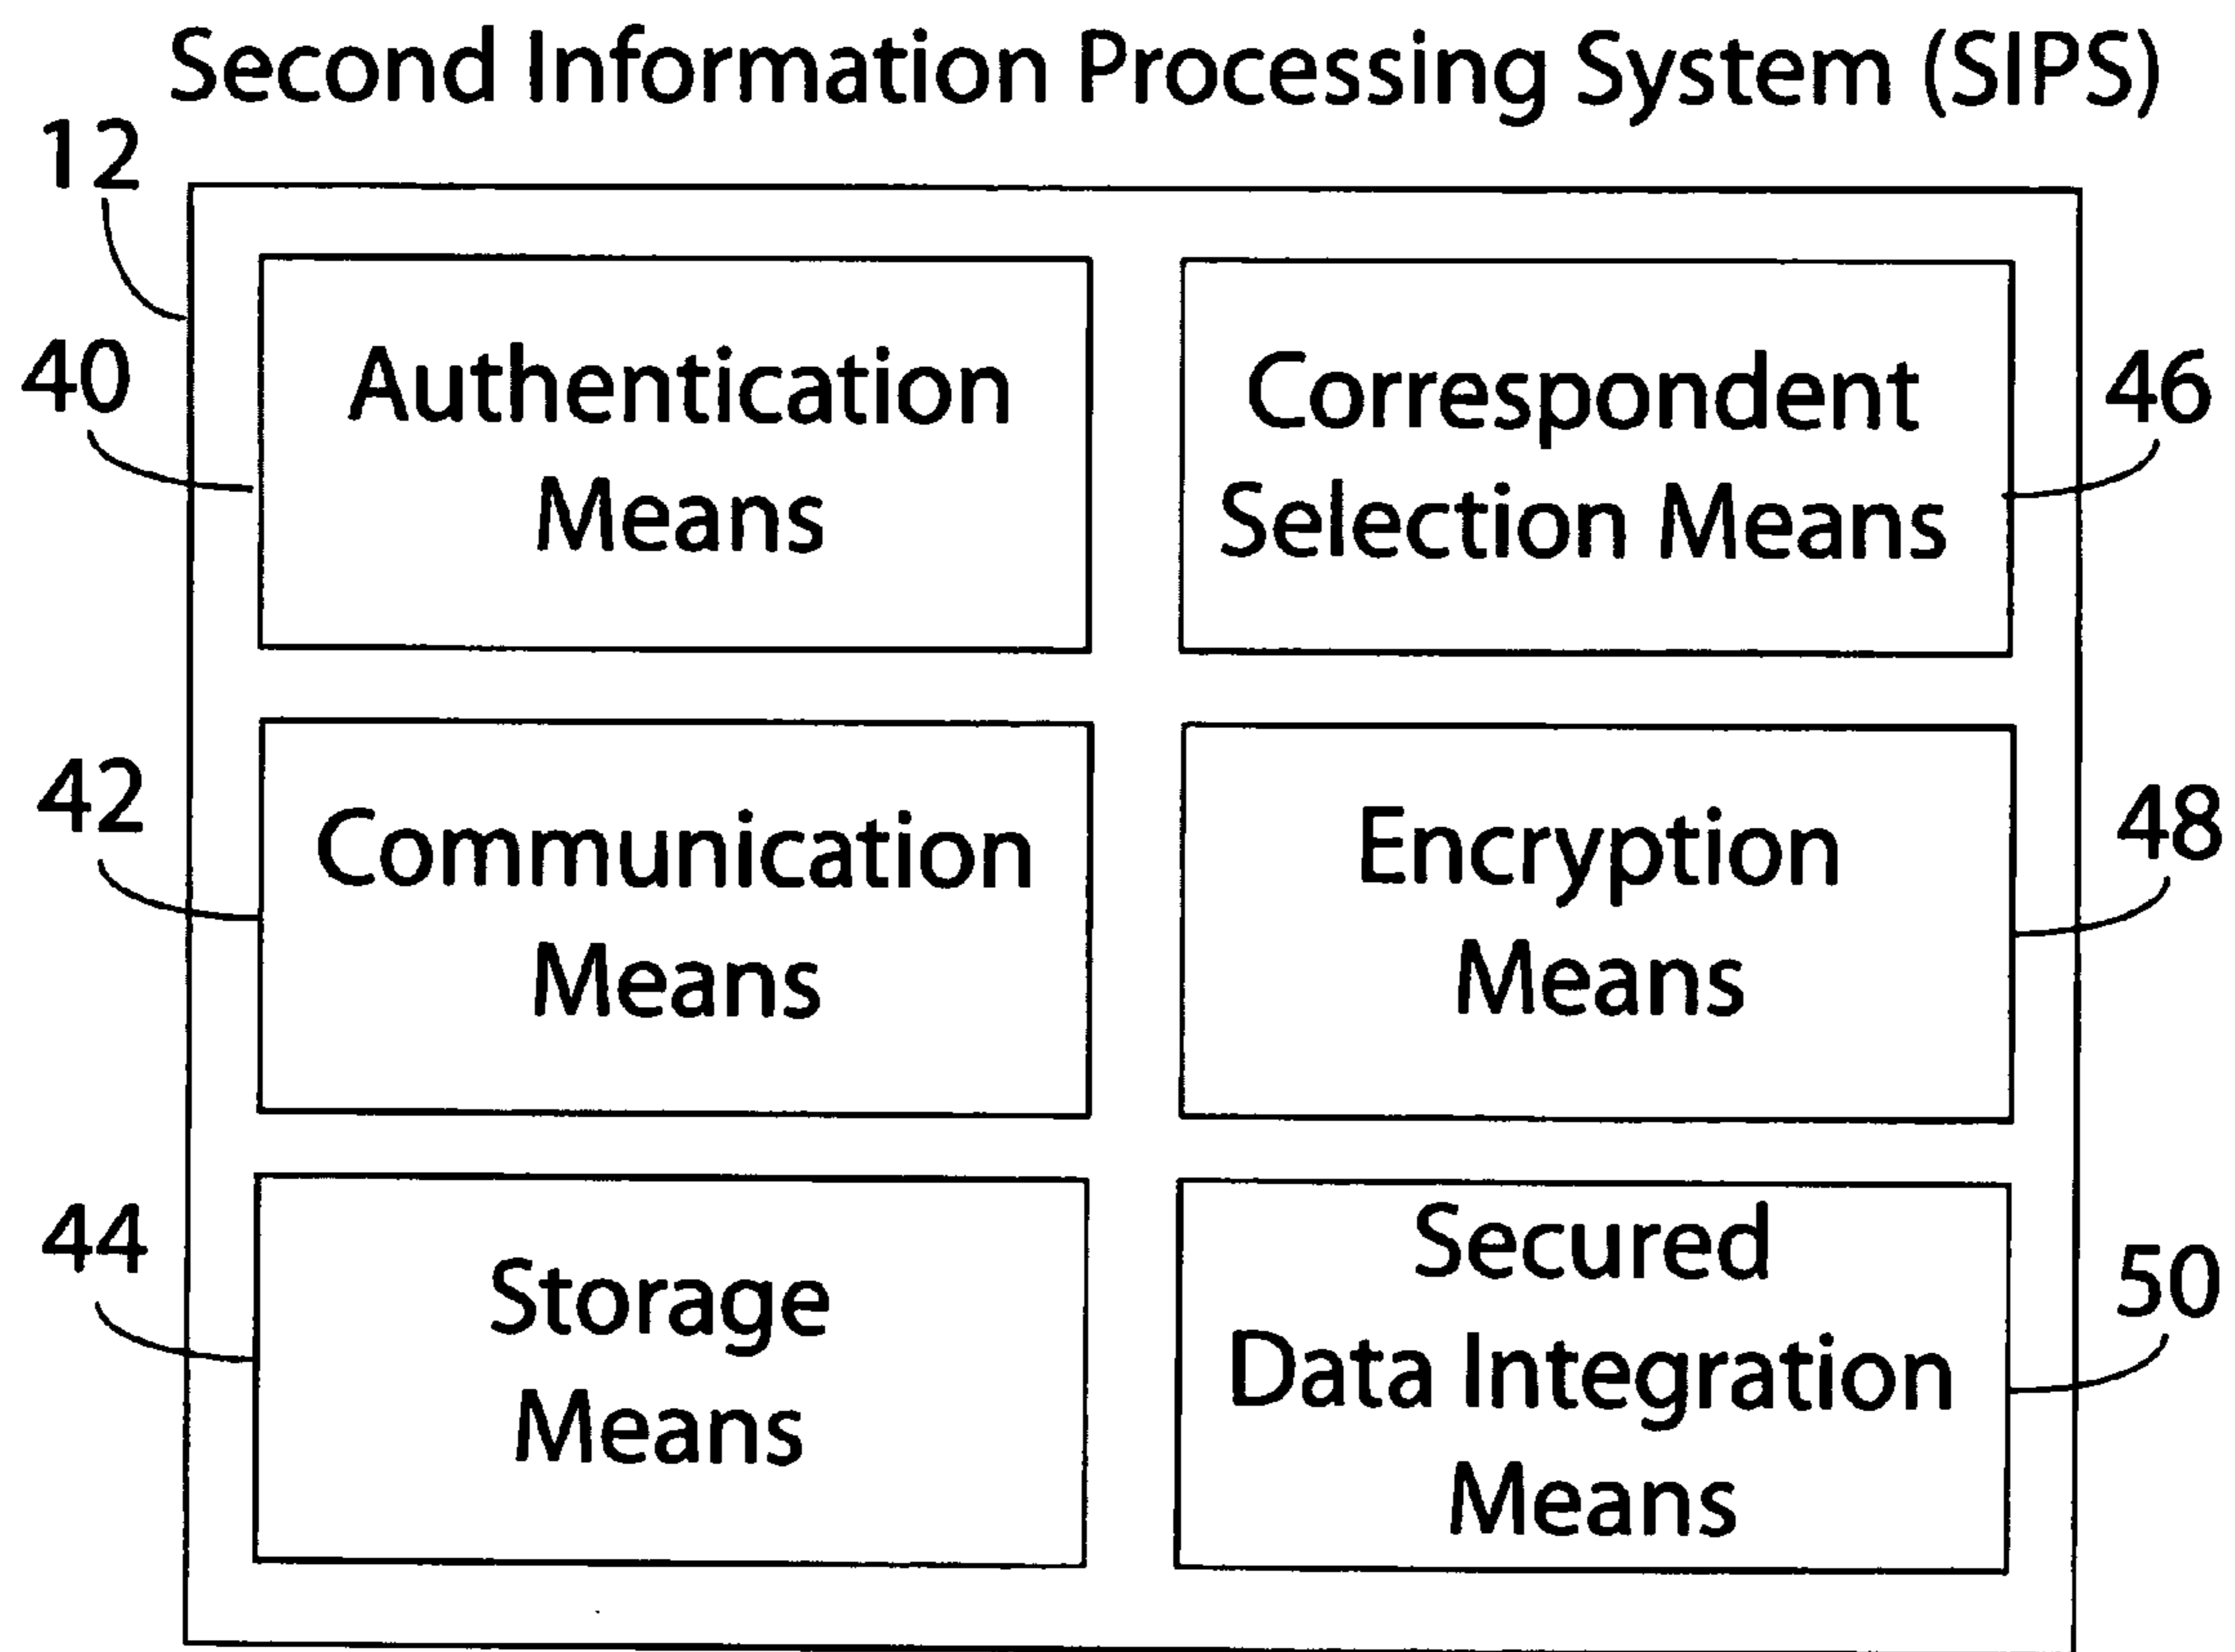 Second Information Processing System (SIPS)
12
40
Authentication
Means
Correspondent
Selection Means
46
42
Communication
Means
Encryption
Means
48
44
Storage
Means
Secured
Data Integration
Means
50